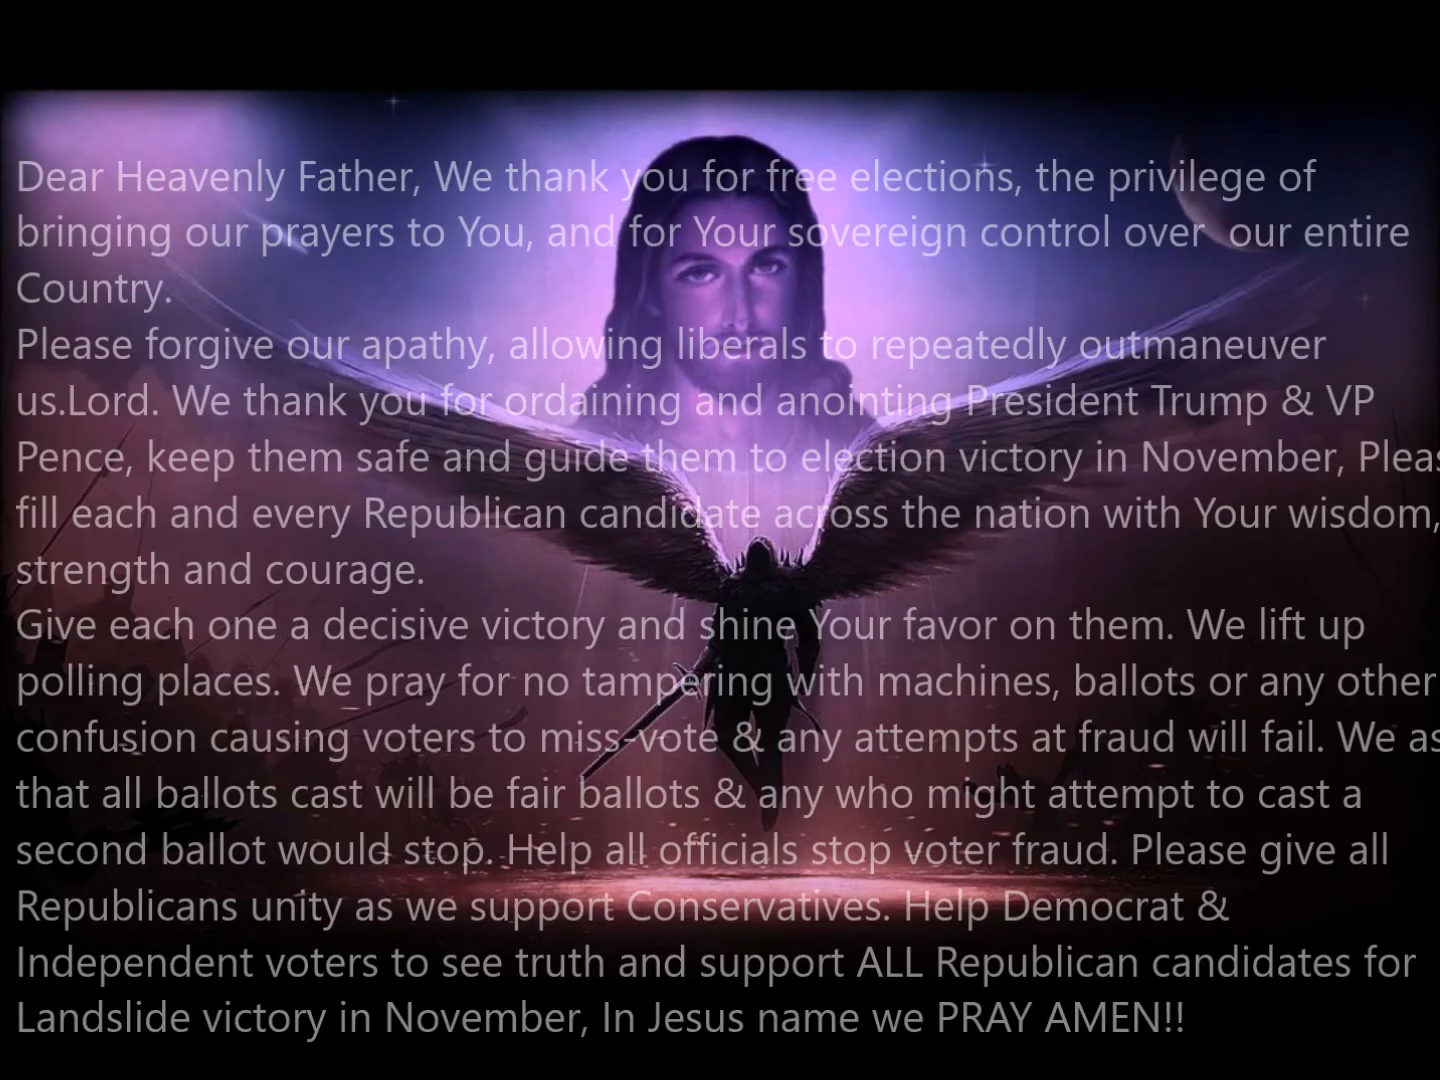 Dear Heavenly Father, We thank you for free elections, the privilege of
bringing our prayers to You, and for Your sovereign control over our entire
Country.
Please forgive our apathy, allowing liberals to repeatedly outmaneuver
us.Lord. We thank you for ordaining and anointing President Trump & VP
Pence, keep them safe and guide them to election victory in November, Pleas
fill each and every Republican candidate across the nation with Your wisdom,
strength and courage.
Give each one a decisive victory and shine Your favor on them. We lift up
polling places. We pray for no tampering with machines, ballots or any other
confusion causing voters to miss-vote & any attempts at fraud will fail. We as
that all ballots cast will be fair ballots & any who might attempt to cast a
second ballot would stop. Help all officials stop voter fraud. Please give all
Republicans unity as we support Conservatives. Help Democrat &
Independent voters to see truth and support ALL Republican candidates for
Landslide victory in November, In Jesus name we PRAY AMEN!!